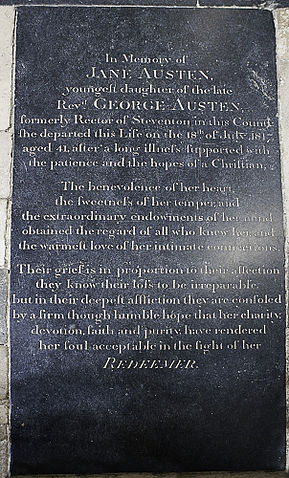 In Memory of
JANE AUSTEN,
youngest daughter of the late
Revd. GEORGE AUSTEN,
formerly Rector of Steventon in this County
she departed this Life on the 18th. of July, 1817,
aged 41, after a long illness supported with
the patience and the hopes of a Christian.
The benevolence of her heart,
the sweetness of her temper, and
the extraordinary endowments of her mind
obtained the regard of all who knew her and
the warmest love of her intimate connections.
Their grief is in proportion to their affection
they know their loss to be irreparable,
but in their deepest affliction they are consoled
by a firm though humble hope that her charity,
devotion, faith and purity, have rendered
her soul acceptable in the sight of her
REDEEMER.